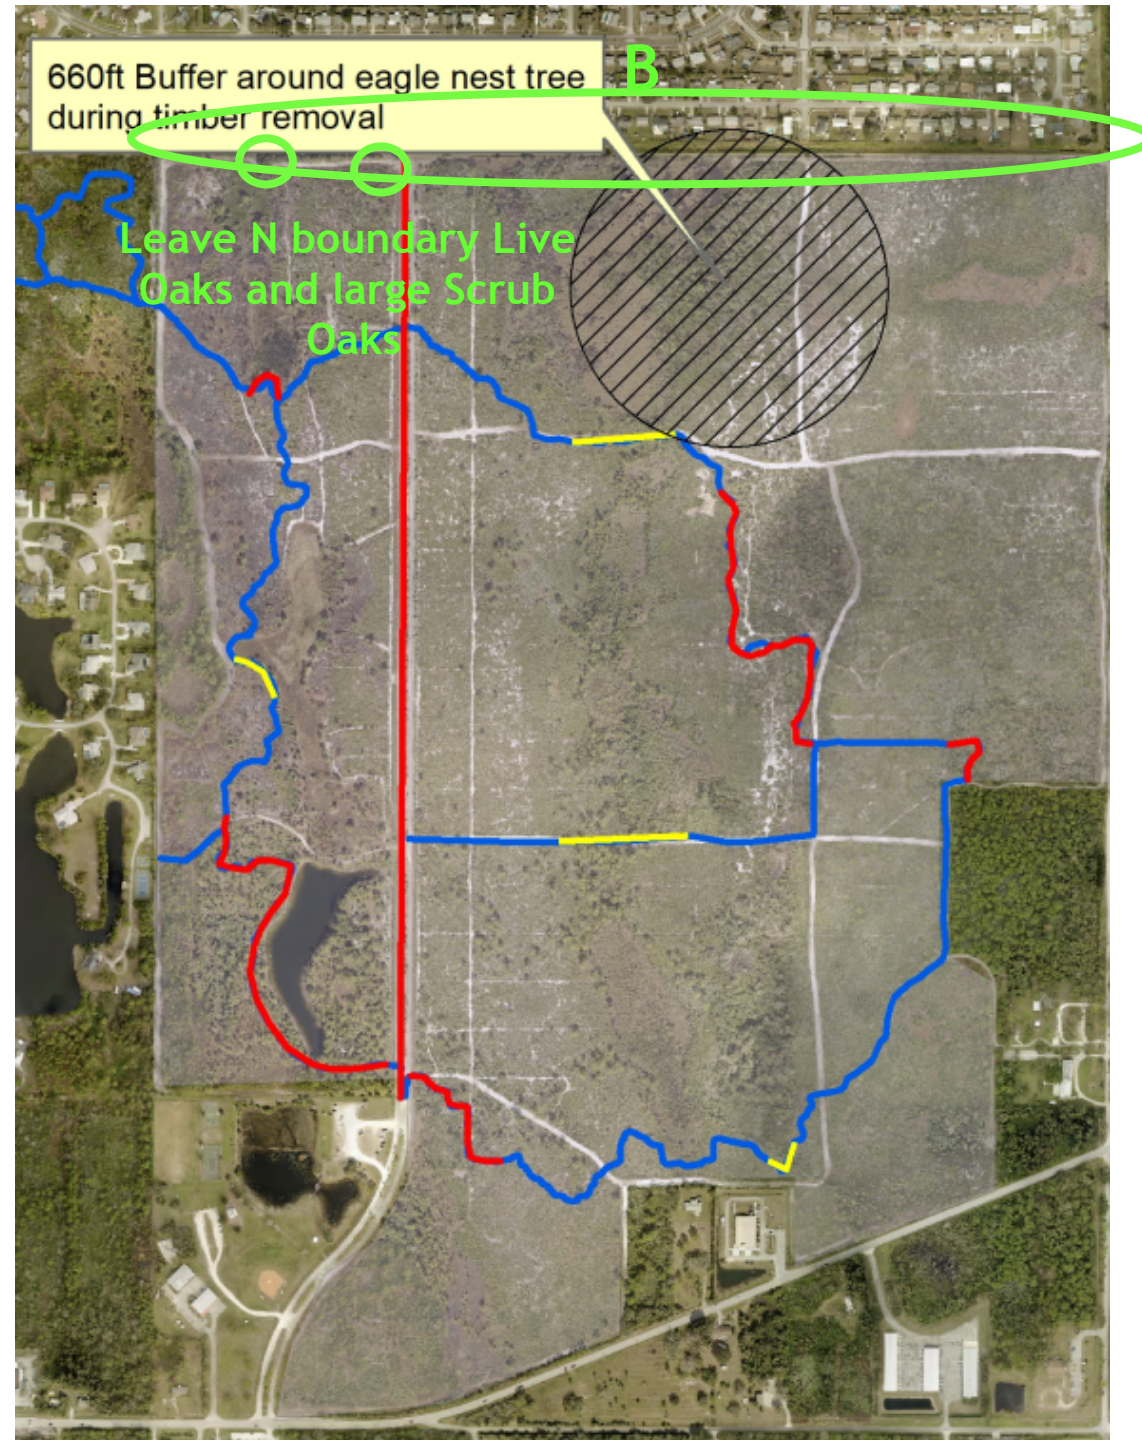 B
660ft Buffer around eagle nest tree
during timber removal
Leave N boundary Live
Oaks and large Scrub
Oaks